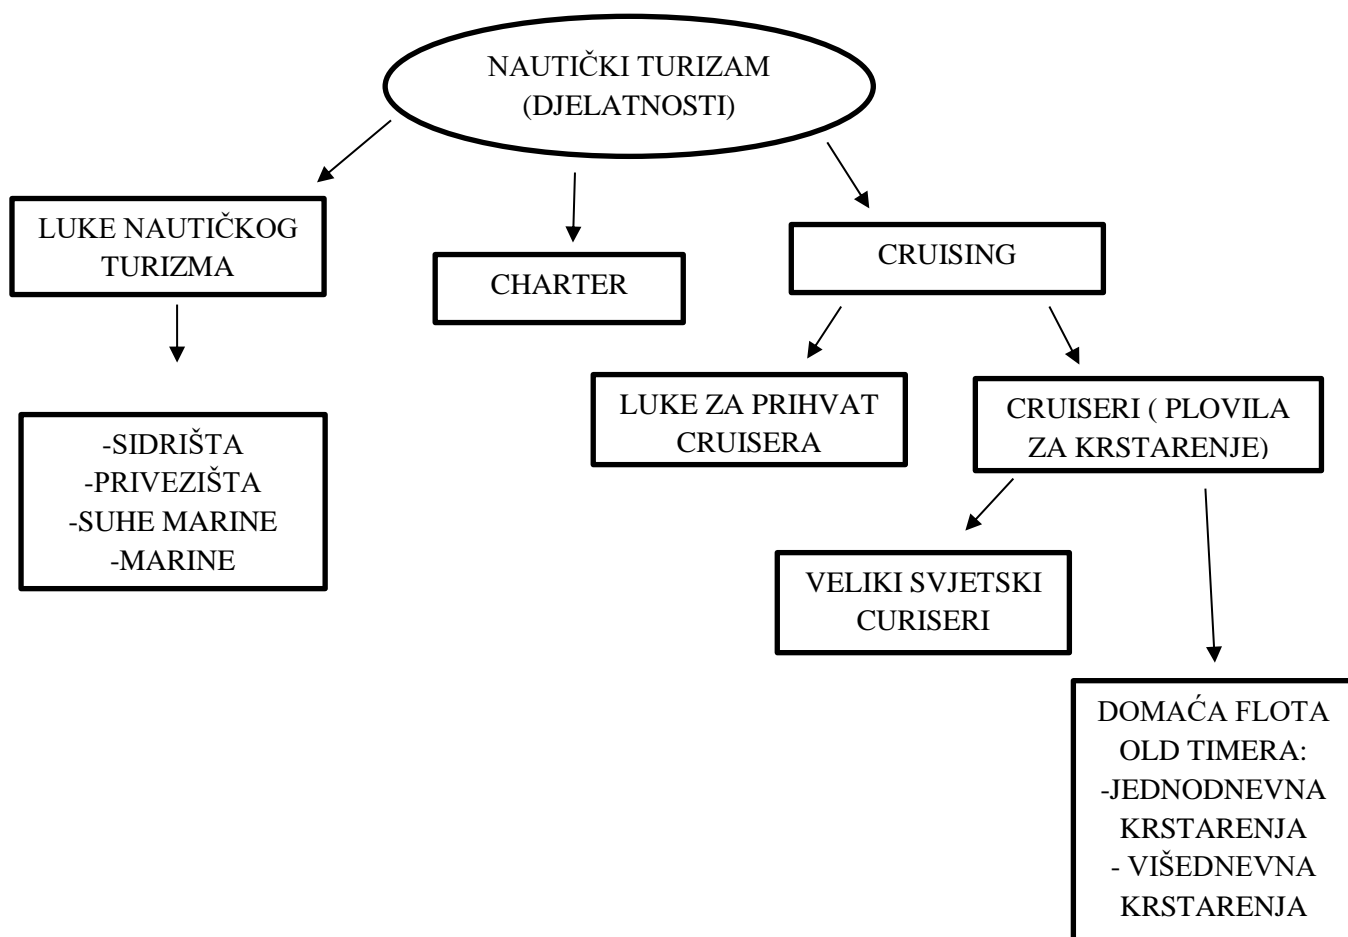 NAUTIČKI TURIZAM
(DJELATNOSTI)
LUKE NAUTIČKOG
TURIZMA
CHARTER
CRUISING
LUKE ZA PRIHVAT
CRUISERA
CRUISERI ( PLOVILA
ZA KRSTARENJE)
-SIDRIŠTA
-PRIVEZIŠTA
-SUHE MARINE
-MARINE
VELIKI SVJETSKI
CURISERI
DOMAĆA FLOTA
OLD TIMERA:
-JEDNODNEVNA
KRSTARENJA
- VIŠEDNEVNA
KRSTARENJA